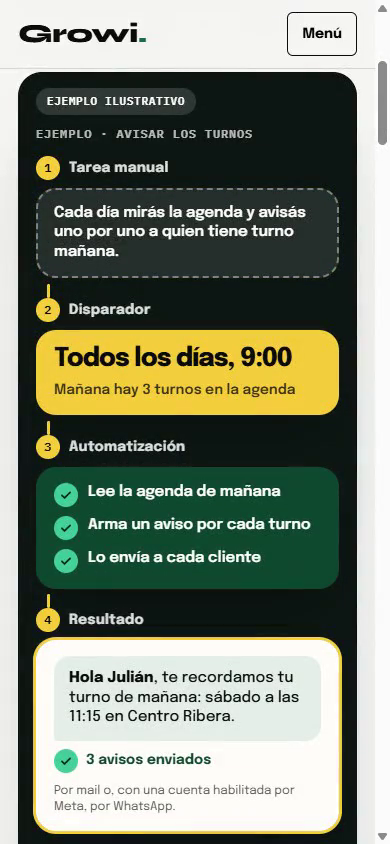 Growi.
Menú
EJEMPLO ILUSTRATIVO
EJEMPLO · AVISAR LOS TURNOS
1 Tarea manual
Cada día mirás la agenda y avisás
uno por uno a quien tiene turno
mañana.
2 Disparador
Todos los días, 9:00
Mañana hay 3 turnos en la agenda
3 Automatización
Lee la agenda de mañana
Arma un aviso por cada turno
Lo envía a cada cliente
4 Resultado
Hola Julián, te recordamos tu
turno de mañana: sábado a las
11:15 en Centro Ribera.
3 avisos enviados
Por mail o, con una cuenta habilitada por
Meta, por WhatsApp.